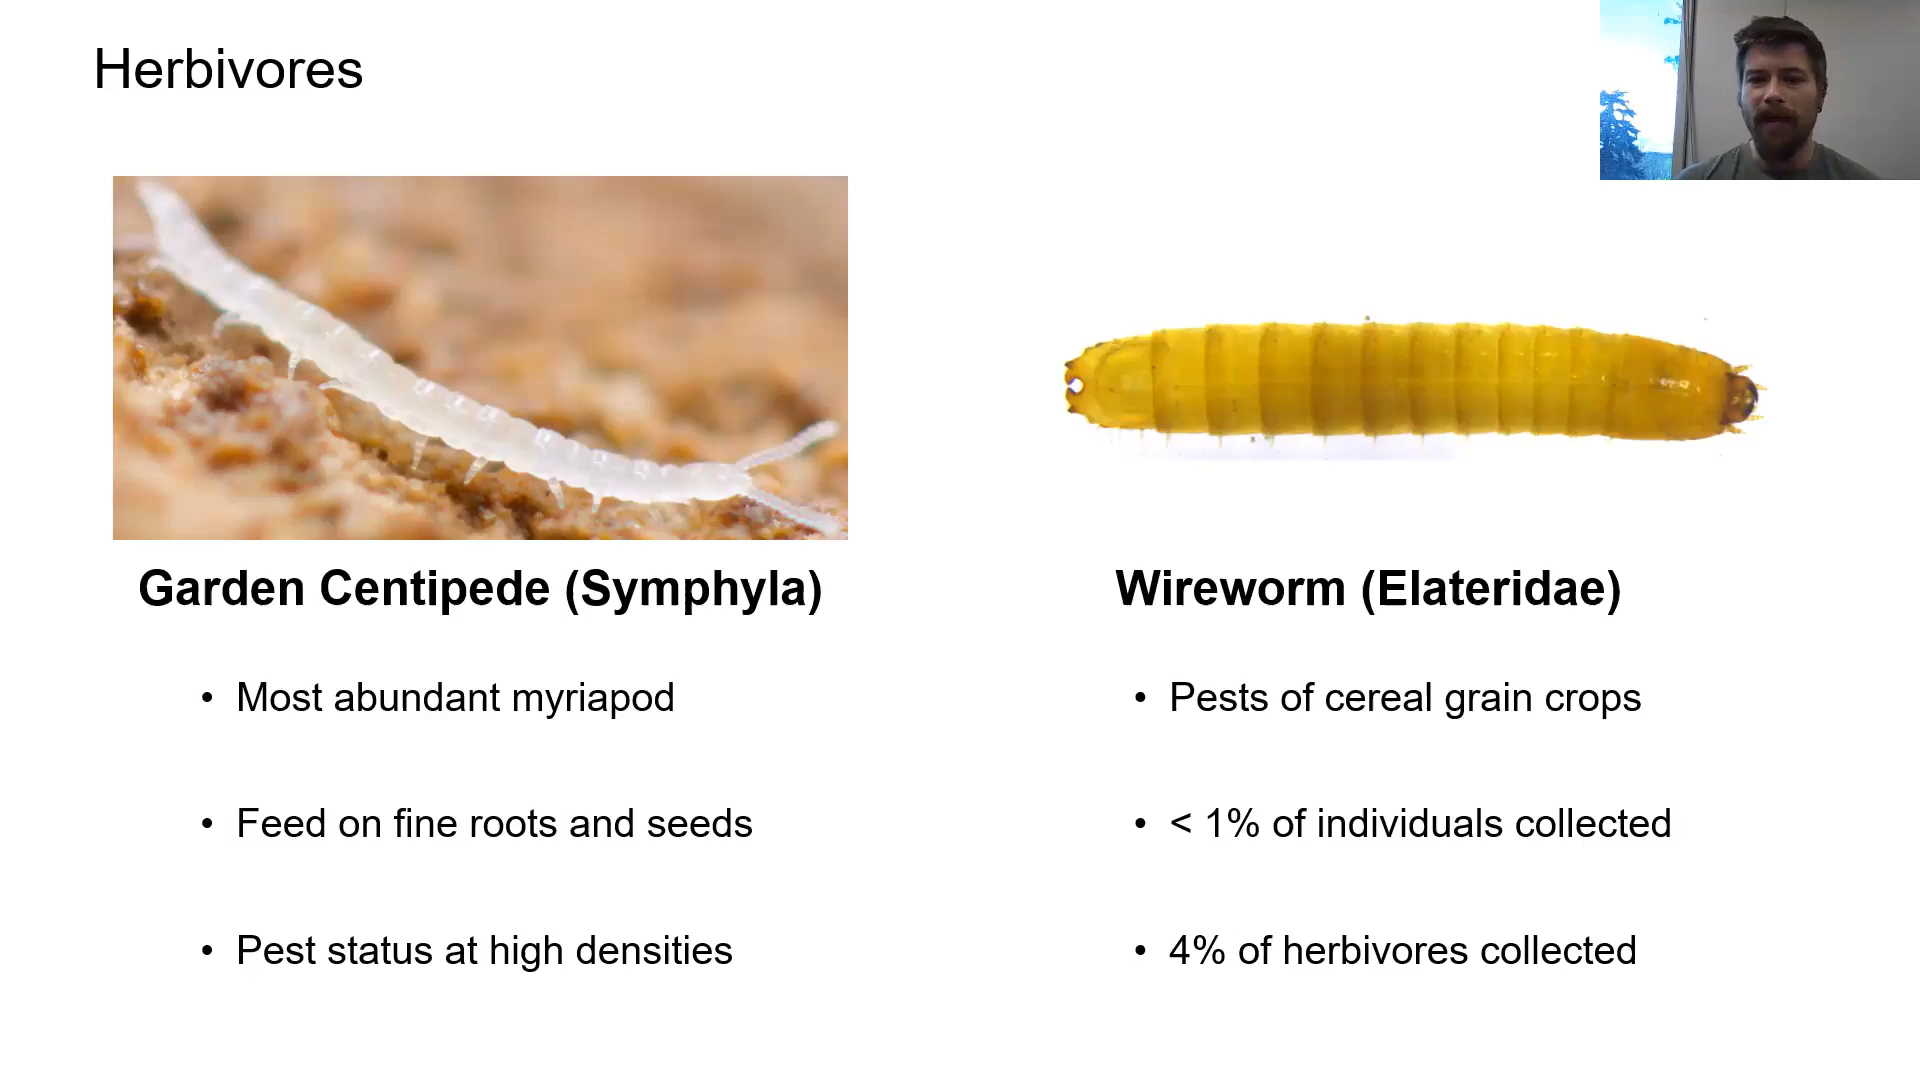 Herbivores
Garden Centipede (Symphyla)
• Most abundant myriapod
• Feed on fine roots and seeds
• Pest status at high densities
Wireworm (Elateridae)
• Pests of cereal grain crops
• < 1% of individuals collected
• 4% of herbivores collected